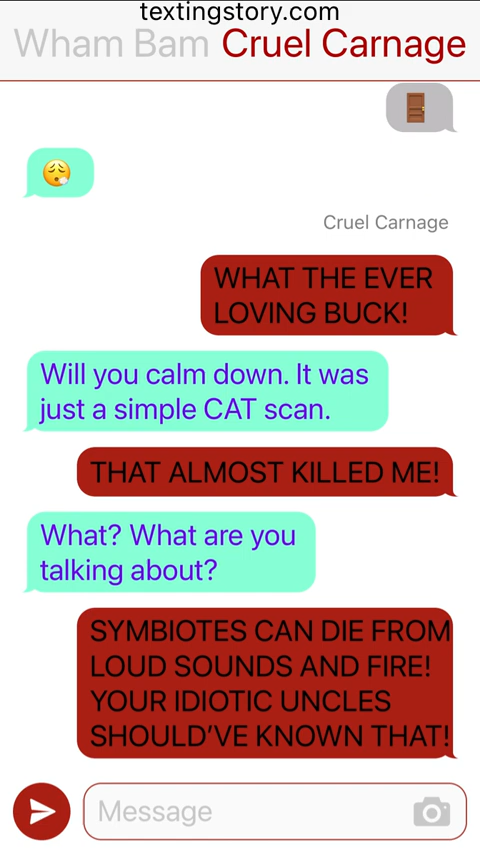 textingstory.com
Wham Bam Cruel Carnage
Cruel Carnage
WHAT THE EVER
LOVING BUCK!
Will you calm down. It was
just a simple CAT scan.
THAT ALMOST KILLED ME!
What? What are you
talking about?
SYMBIOTES CAN DIE FROM
LOUD SOUNDS AND FIRE!
YOUR IDIOTIC UNCLES
SHOULD’VE KNOWN THAT!
Message